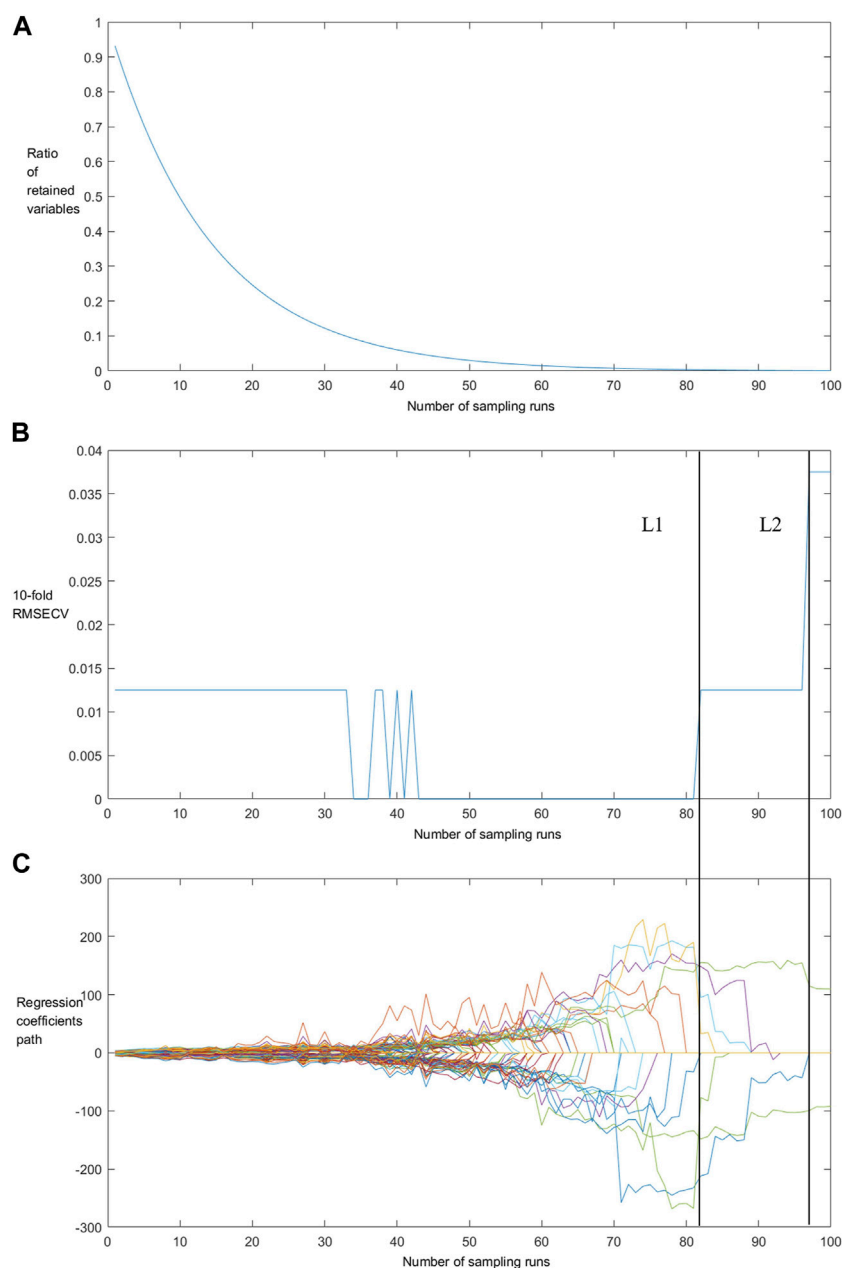 A
1
0.9
0.8
0.7
0.6
0.5
0.4
0.3
0.2
0.1
0
Ratio
of
retained
variables
0 10 20 30 40 50 60 70 80 90 100
Number of sampling runs
B
0.04
0.035
0.03
0.025
0.02
0.015
0.01
0.005
0
10-fold
RMSECV
L1 L2
0 10 20 30 40 50 60 70 80 90 100
Number of sampling runs
C
300
200
100
0
-100
-200
-300
Regression
coefficients
path
0 10 20 30 40 50 60 70 80 90 100
Number of sampling runs